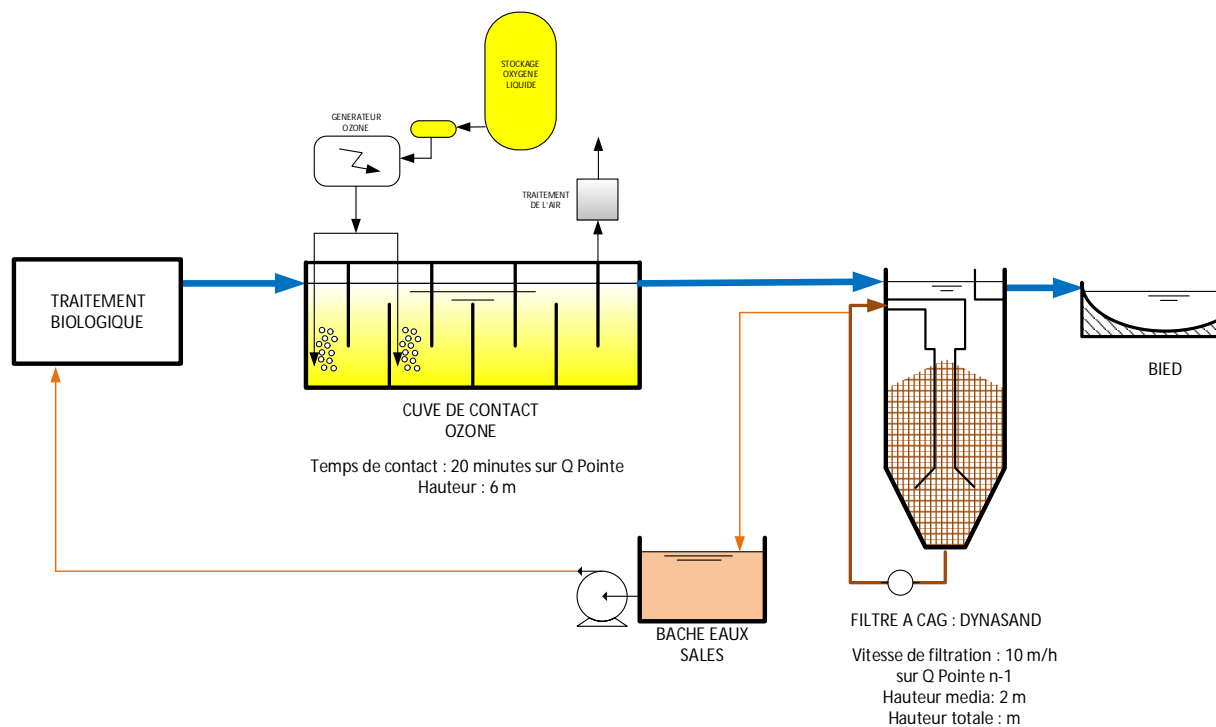 STOCKAGE
OXYGENE
LIQUIDE
GENERATEUR
OZONE
TRAITEMENT
DE L'AIR
TRAITEMENT
BIOLOGIQUE
CUVE DE CONTACT
OZONE
Temps de contact : 20 minutes sur Q Pointe
Hauteur : 6 m
BIED
BACHE EAUX
SALES
FILTRE A CAG : DYNASAND
Vitesse de filtration : 10 m/h
sur Q Pointe n-1
Hauteur media: 2 m
Hauteur totale : m